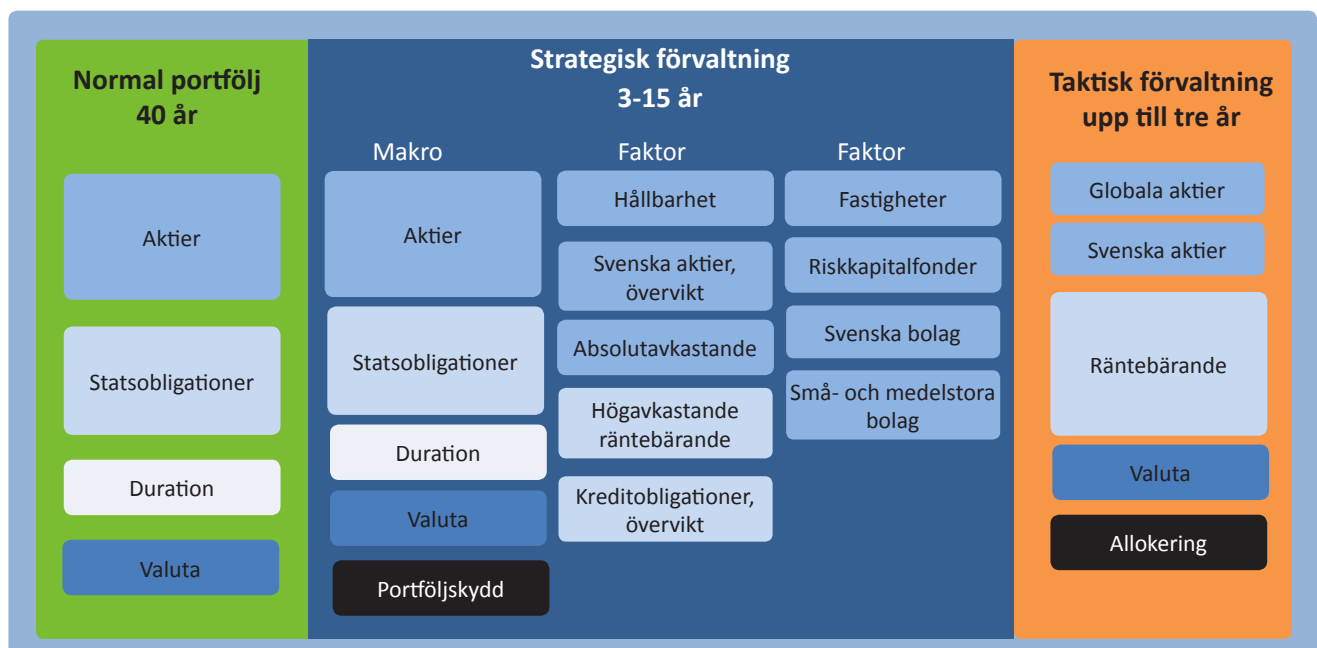 Normal portfölj
40 år
Aktier
Statsobligationer
Duration
Valuta
Strategisk förvaltning
3-15 år
Makro
Aktier
Statsobligationer
Duration
Valuta
Portföljskydd
Faktor
Hållbarhet
Svenska aktier,
övervikt
Absolutavkastande
Högavkastande
räntebärande
Kreditobligationer,
övervikt
Faktor
Fastigheter
Riskkapitalfonder
Svenska bolag
Små- och medelstora
bolag
Taktisk förvaltning
upp till tre år
Globala aktier
Svenska aktier
Räntebärande
Valuta
Allokering